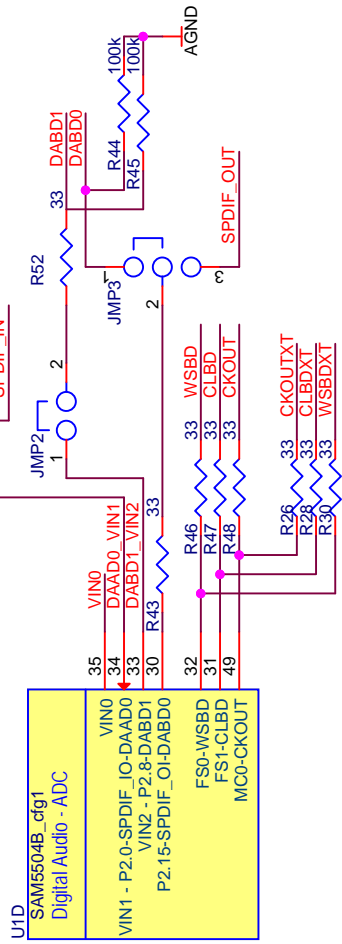 SPDIF_IN
AGND
100k
100k
R44
R45
DABD1
DABD0
33
R52
JMP2
1
2
JMP3
1
2
3
SPDIF_OUT
VIN0
DAAD0_VIN1
DABD1_VIN2
R43
33
35
34
33
30
32
31
49
WSBD
CLBD
CKOUT
R46
33
R47
33
R48
33
CKOUTXT
CLBDXT
WSBDXT
R26
33
R28
33
R30
33
U1D
SAM5504B_cfg1
Digital Audio - ADC
VIN0
VIN1 - P2.0-SPDIF_IO-DAAD0
VIN2 - P2.8-DABD1
P2.15-SPDIF_OI-DABD0
FS0-WSBD
FS1-CLBD
MC0-CKOUT